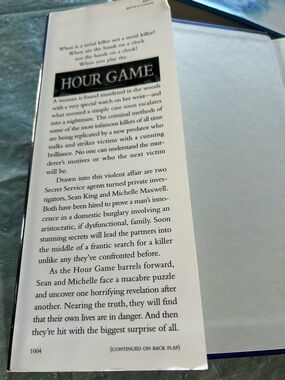 When is a serial killer not a serial killer?
When are the hands on a clock
not the hands on a clock?
When you play the
HOUR GAME
A woman is found murdered in the woods
with a very special watch on her wrist—and
what seemed a simple case soon escalates
into a nightmare. The criminal methods of
some of the most infamous killers of all time
are being replicated by a new predator who
stalks and strikes victims with a cunning
brilliance. No one can understand the mur-
derer's motives or who the next victim
will be.
Drawn into this violent affair are two
Secret Service agents turned private inves-
tigators, Sean King and Michelle Maxwell.
Both have been hired to prove a man's inno-
cence in a domestic burglary involving an
aristocratic, if dysfunctional, family. Soon
stunning secrets will lead the partners into
the middle of a frantic search for a killer
unlike any they've confronted before.
As the Hour Game barrels forward,
Sean and Michelle face a macabre puzzle
and uncover one horrifying revelation after
another. Nearing the truth, they will find
that their own lives are in danger. And then
they're hit with the biggest surprise of all.
1004
(CONTINUED ON BACK FLAP)